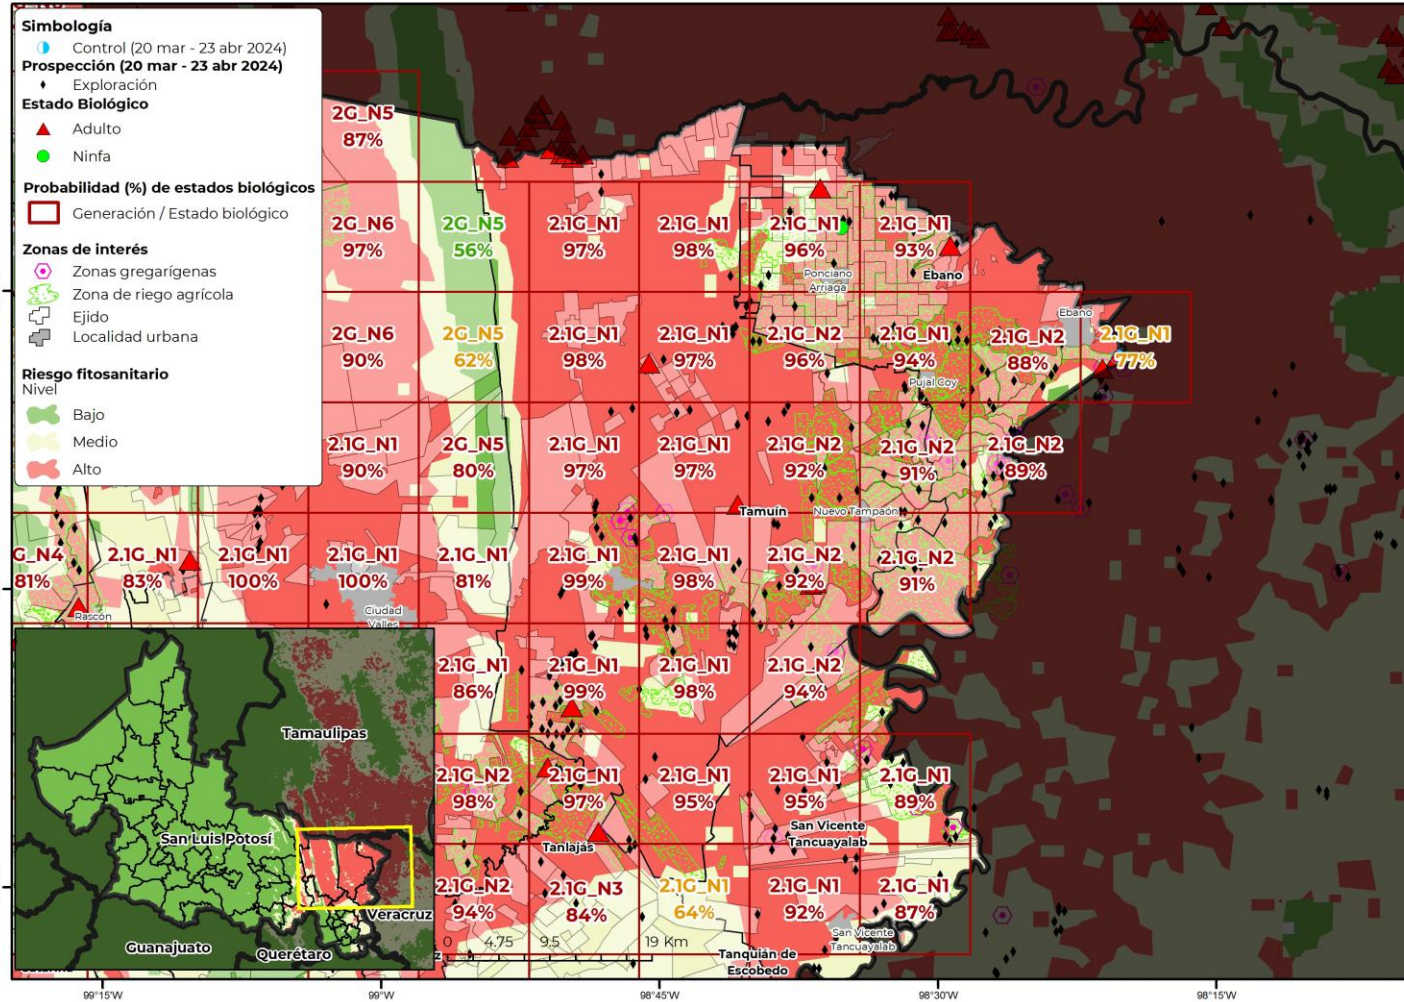 Simbología
Control (20 mar - 23 abr 2024)
Prospección (20 mar - 23 abr 2024)
Exploración
Estado Biológico
Adulto
Ninfa
Probabilidad (%) de estados biológicos
Generación / Estado biológico
Zonas de interés
Zonas gregarígenas
Zona de riego agrícola
Ejido
Localidad urbana
Riesgo fitosanitario
Nivel
Bajo
Medio
Alto
2G_N5
87%
2G_N6 2G_N5 2.1G_N1 2.1G_N1 2.1G_N1 2.1G_N1
97% 56% 97% 98% 96% 93%
Ponciano
Arriaga
Ebano
Ebano
2G_N6 2G_N5 2.1G_N1 2.1G_N1 2.1G_N2 2.1G_N1 2.1G_N2 2.1G_N1
90% 62% 98% 97% 96% 94% 88% 77%
Pujal Coy
2.1G_N1 2G_N5 2.1G_N1 2.1G_N1 2.1G_N2 2.1G_N2 2.1G_N2
90% 80% 97% 97% 92% 91% 89%
Tamuín
Nuevo Tampaón
G_N4 2.1G_N1 2.1G_N1 2.1G_N1 2.1G_N1 2.1G_N1 2.1G_N1 2.1G_N2 2.1G_N2
81% 83% 100% 100% 81% 99% 98% 92% 91%
Rascón
Ciudad
Valles
2.1G_N1 2.1G_N1 2.1G_N1 2.1G_N2
86% 99% 98% 94%
2.1G_N2 2.1G_N1 2.1G_N1 2.1G_N1 2.1G_N1
98% 97% 95% 95% 89%
San Vicente
Tancuayalab
Tanlajás
2.1G_N2 2.1G_N3 2.1G_N1 2.1G_N1 2.1G_N1
94% 84% 64% 92% 87%
San Vicente
Tancuayalab
Tanquián de
Escobedo
0 4.75 9.5 19 Km
Tamaulipas
San Luis Potosí
Veracruz
Guanajuato
Querétaro
99°15'W 99°W 98°45'W 98°30'W 98°15'W